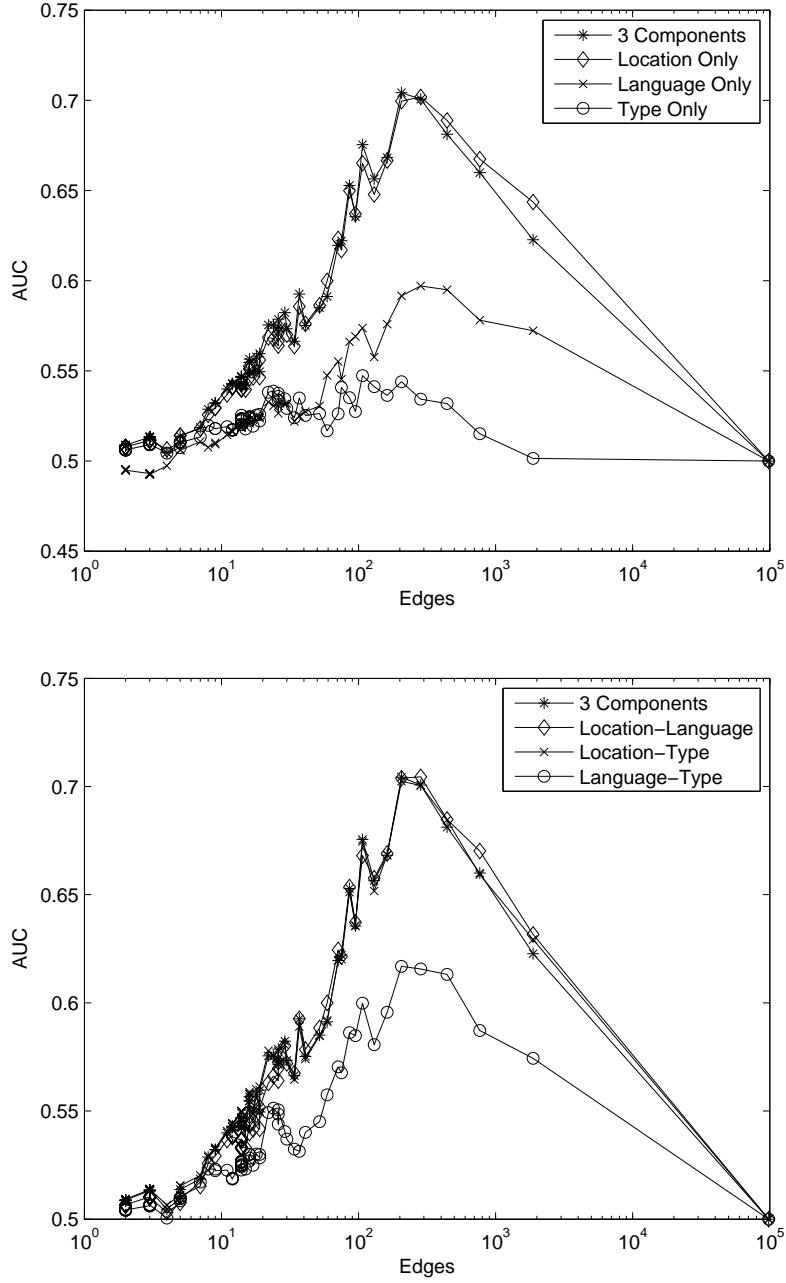 0.75
3 Components
Location Only
Language Only
Type Only
0.7
0.65
0.6
AUC
0.55
0.5
0.45
10^0 10^1 10^2 10^3 10^4 10^5
Edges
0.75
3 Components
Location−Language
Location−Type
Language−Type
0.7
0.65
AUC
0.6
0.55
0.5
10^0 10^1 10^2 10^3 10^4 10^5
Edges